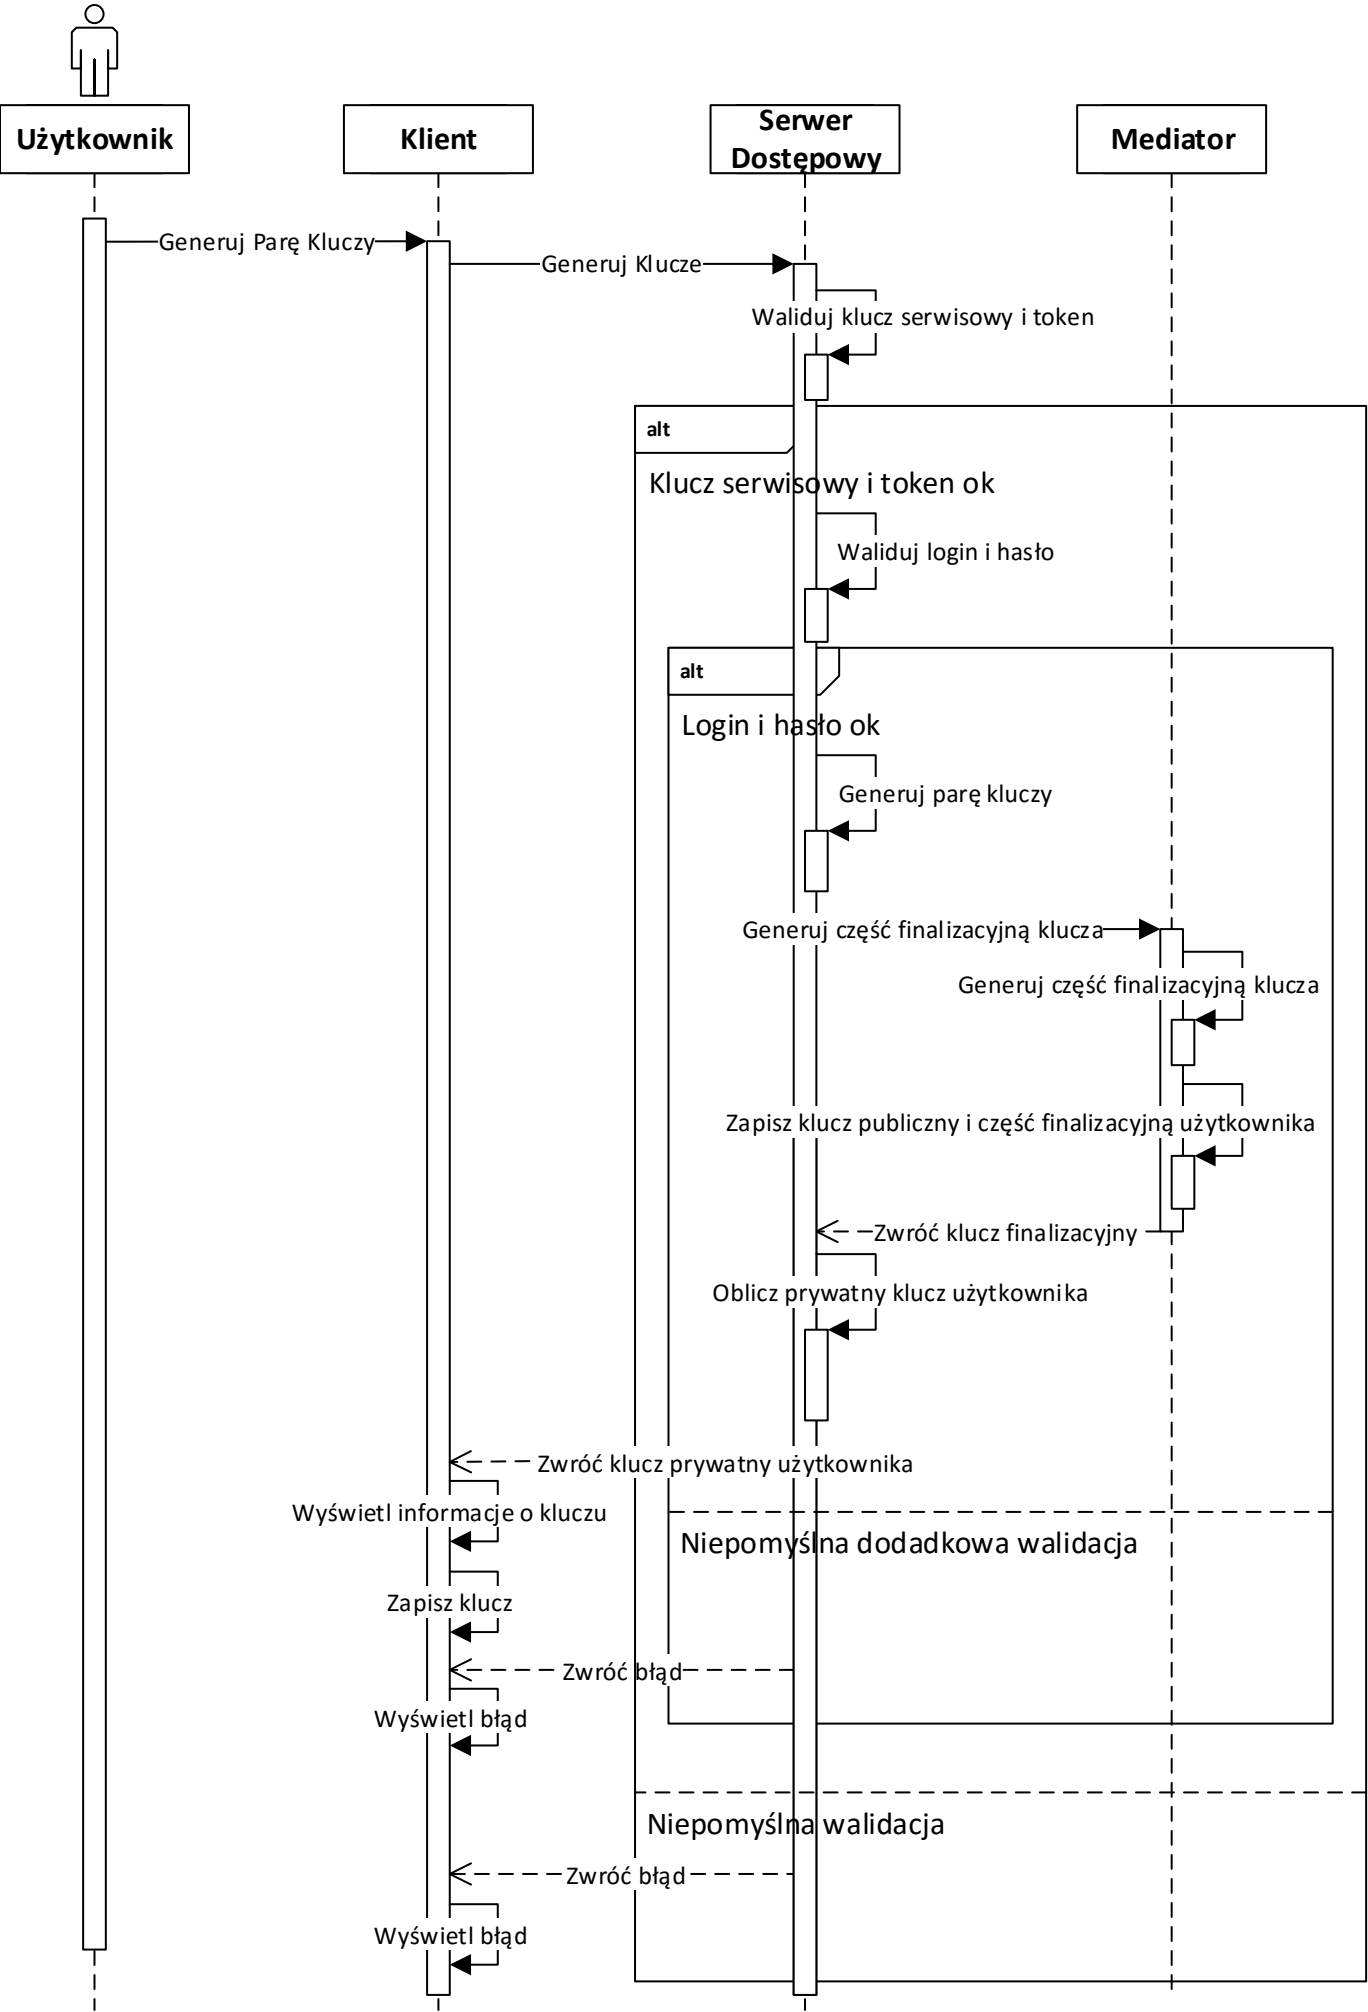 Użytkownik
Klient
Serwer
Dostępowy
Mediator
Generuj Parę Kluczy
Generuj Klucze
Waliduj klucz serwisowy i token
alt
Klucz serwisowy i token ok
Waliduj login i hasło
alt
Login i hasło ok
Generuj parę kluczy
Generuj część finalizacyjną klucza
Generuj część finalizacyjną klucza
Zapisz klucz publiczny i część finalizacyjną użytkownika
Zwróć klucz finalizacyjny
Oblicz prywatny klucz użytkownika
Zwróć klucz prywatny użytkownika
Wyświetl informacje o kluczu
Niepomyślna dodadkowa walidacja
Zapisz klucz
Zwróć błąd
Wyświetl błąd
Niepomyślna walidacja
Zwróć błąd
Wyświetl błąd